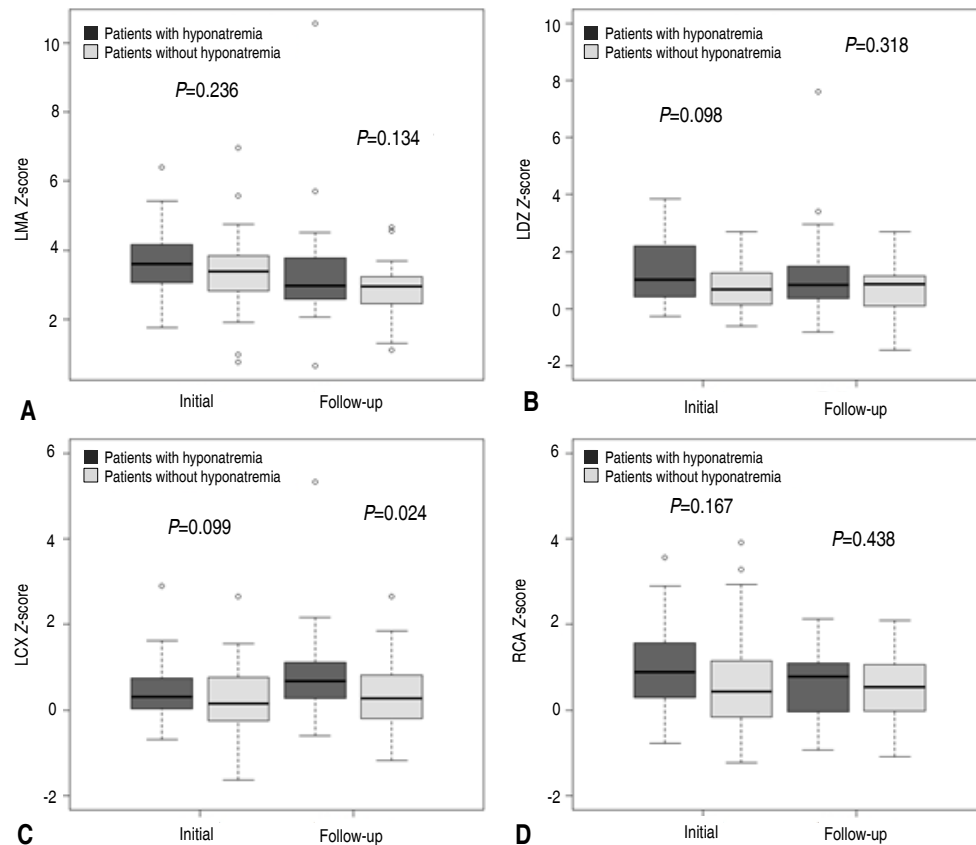 Patients with hyponatremia
Patients without hyponatremia
P=0.236
P=0.134
LMA Z-score
10
8
6
4
2
Initial
Follow-up
A
Patients with hyponatremia
Patients without hyponatremia
P=0.098
P=0.318
LDZ Z-score
10
8
6
4
2
0
-2
Initial
Follow-up
B
Patients with hyponatremia
Patients without hyponatremia
P=0.099
P=0.024
LCX Z-score
6
4
2
0
-2
Initial
Follow-up
C
Patients with hyponatremia
Patients without hyponatremia
P=0.167
P=0.438
RCA Z-score
6
4
2
0
-2
Initial
Follow-up
D